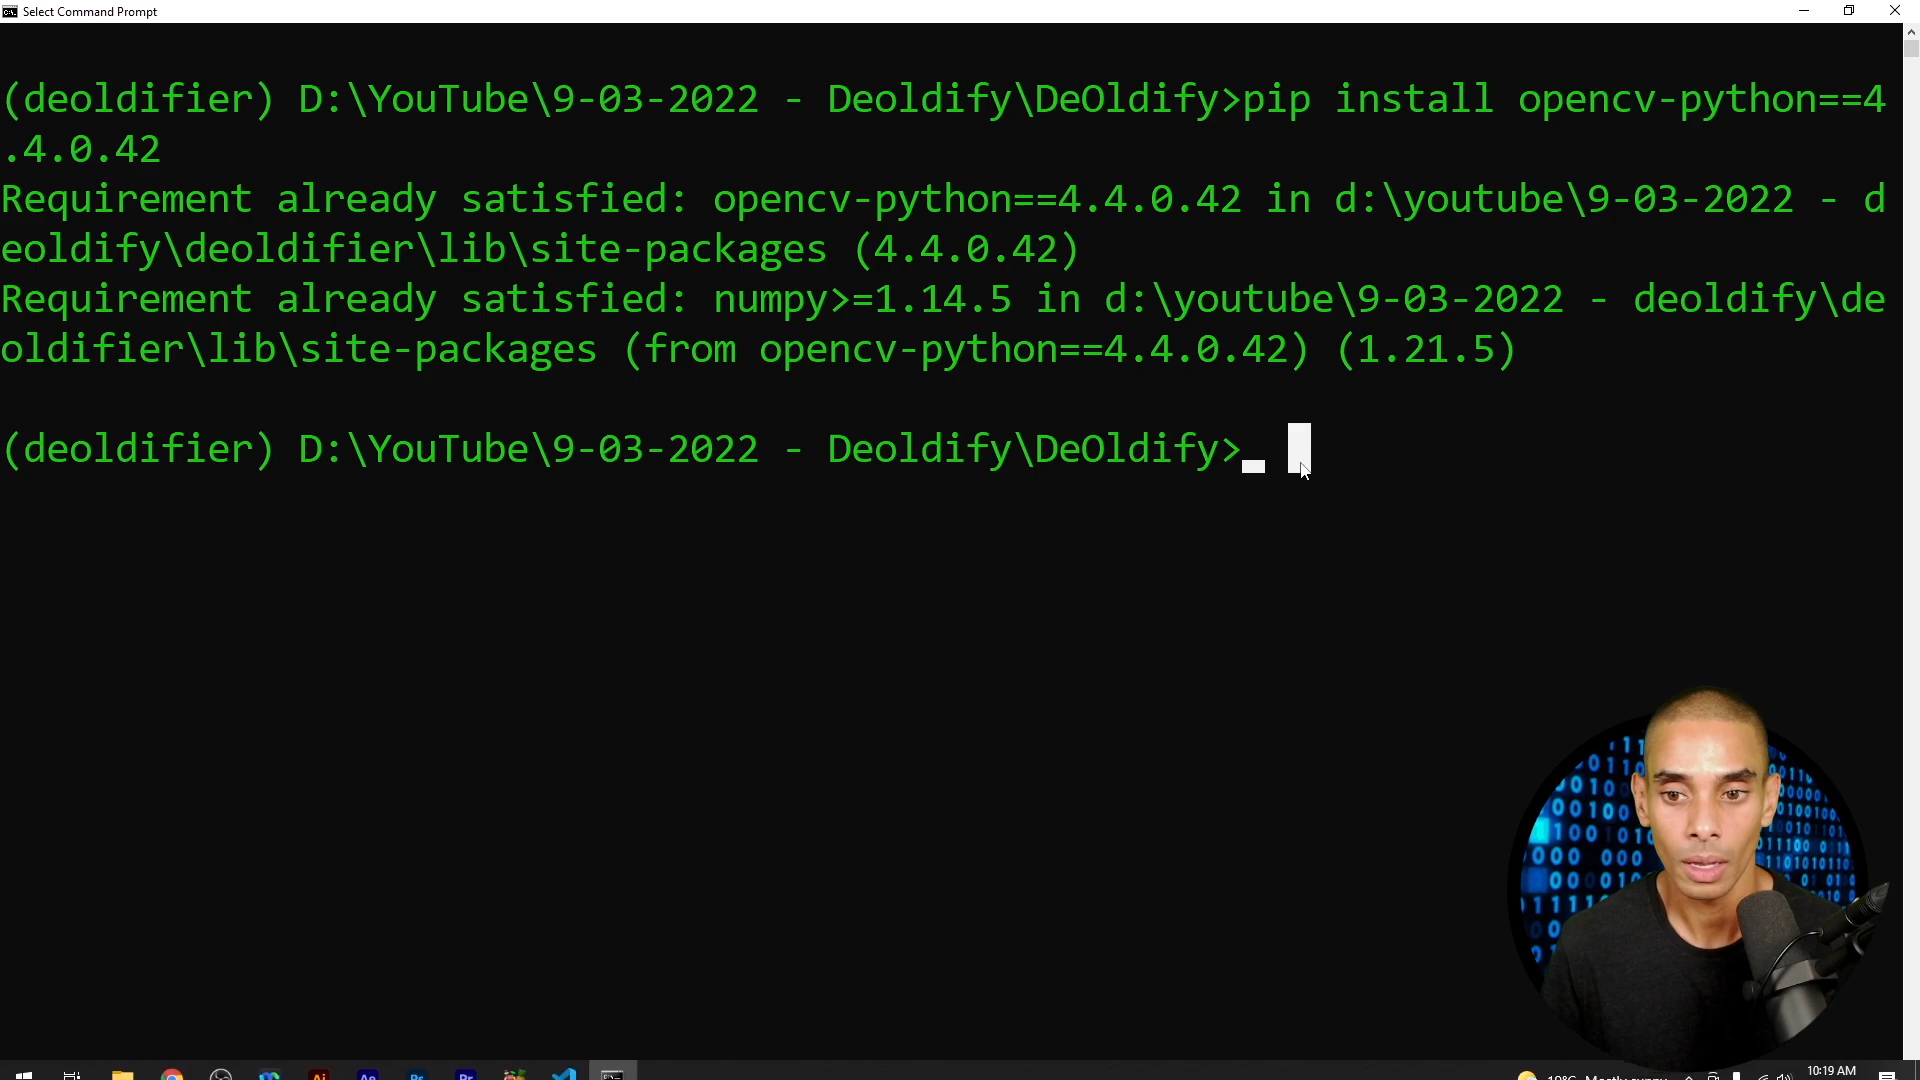 Select Command Prompt
(deoldifier) D:\YouTube\9-03-2022 - Deoldify\DeOldify>pip install opencv-python==4
.4.0.42
Requirement already satisfied: opencv-python==4.4.0.42 in d:\youtube\9-03-2022 - d
eoldify\deoldifier\lib\site-packages (4.4.0.42)
Requirement already satisfied: numpy>=1.14.5 in d:\youtube\9-03-2022 - deoldify\de
oldifier\lib\site-packages (from opencv-python==4.4.0.42) (1.21.5)
(deoldifier) D:\YouTube\9-03-2022 - Deoldify\DeOldify>_
10:19 AM